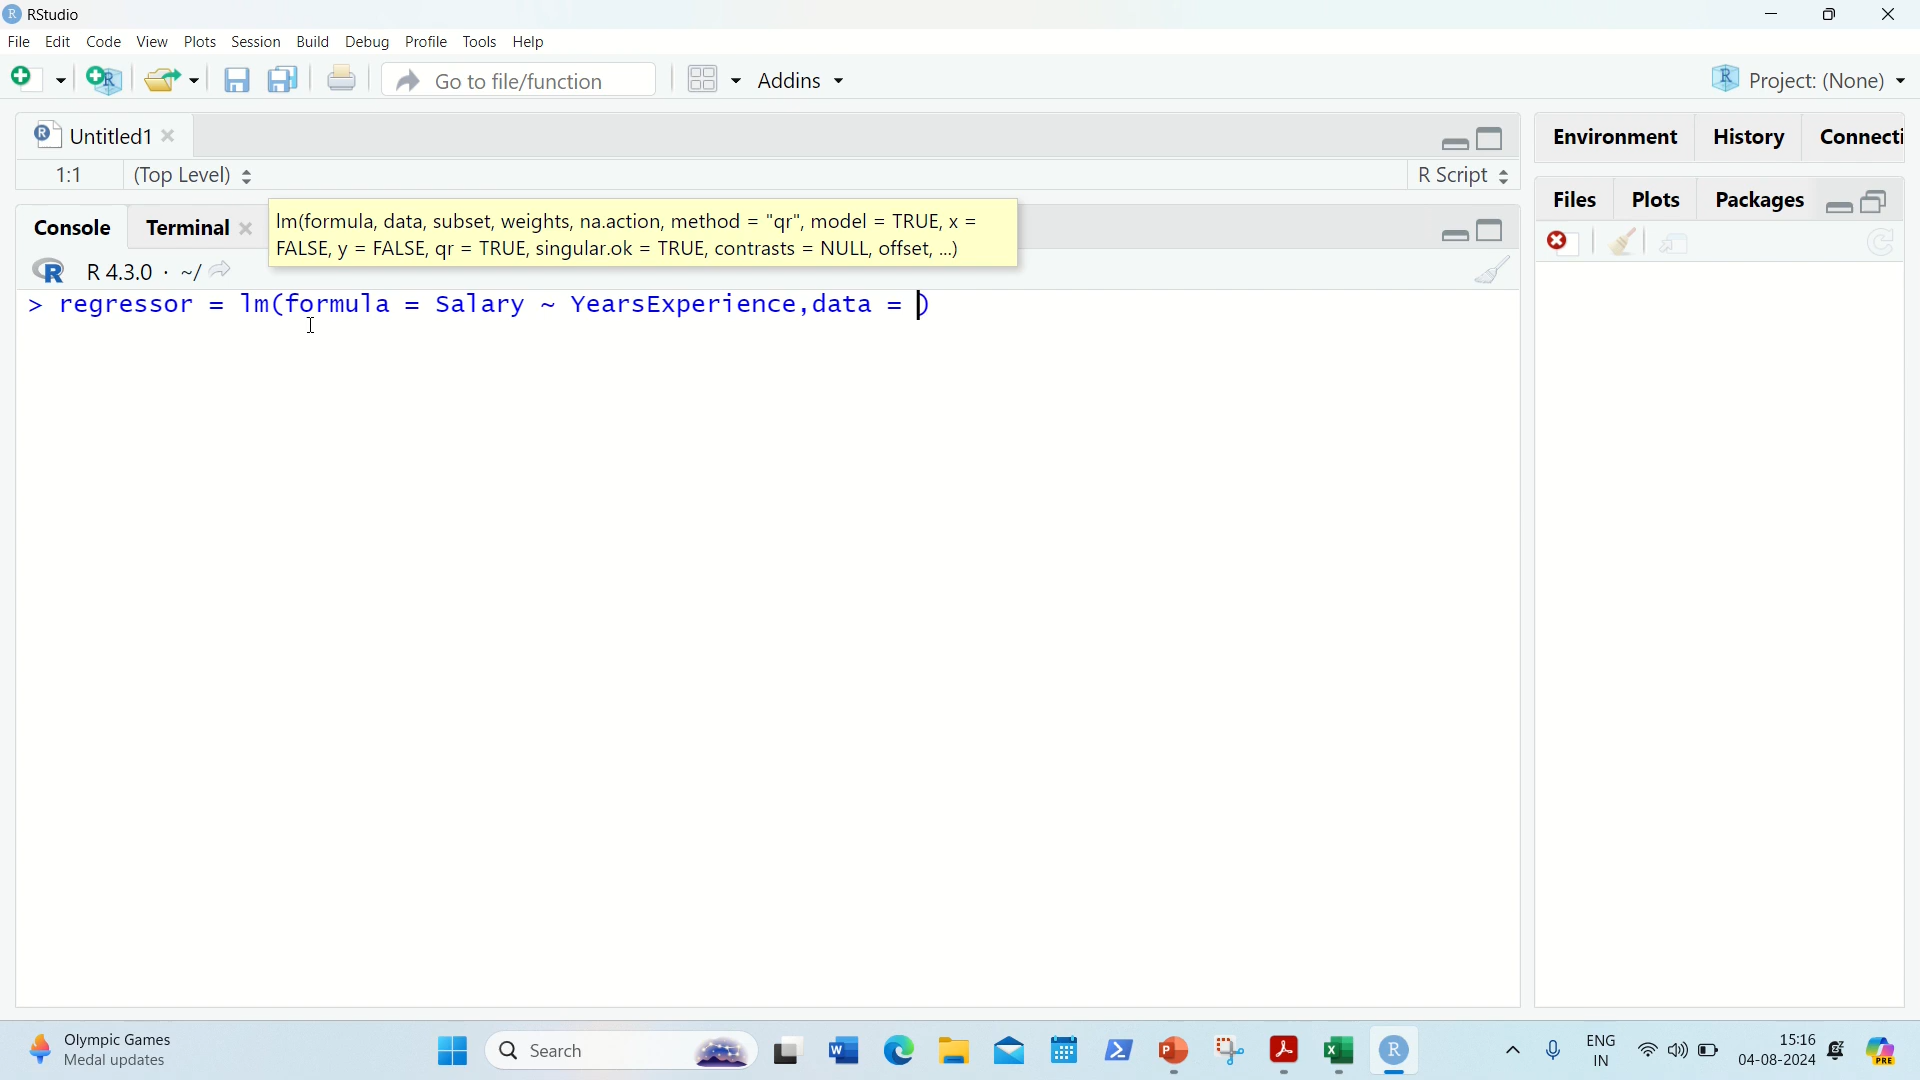 RStudio
File Edit Code View Plots Session Build Debug Profile Tools Help
Go to file/function Addins Project: (None)
Untitled1 Environment History Connecti
1:1 (Top Level) R Script
Files Plots Packages
Console Terminal
lm(formula, data, subset, weights, na.action, method = "qr", model = TRUE, x =
FALSE, y = FALSE, qr = TRUE, singular.ok = TRUE, contrasts = NULL, offset, ...)
R 4.3.0 · ~/
> regressor = lm(formula = Salary ~ YearsExperience,data = )
Olympic Games
Medal updates
Search
ENG
IN
15:16
04-08-2024
PRE